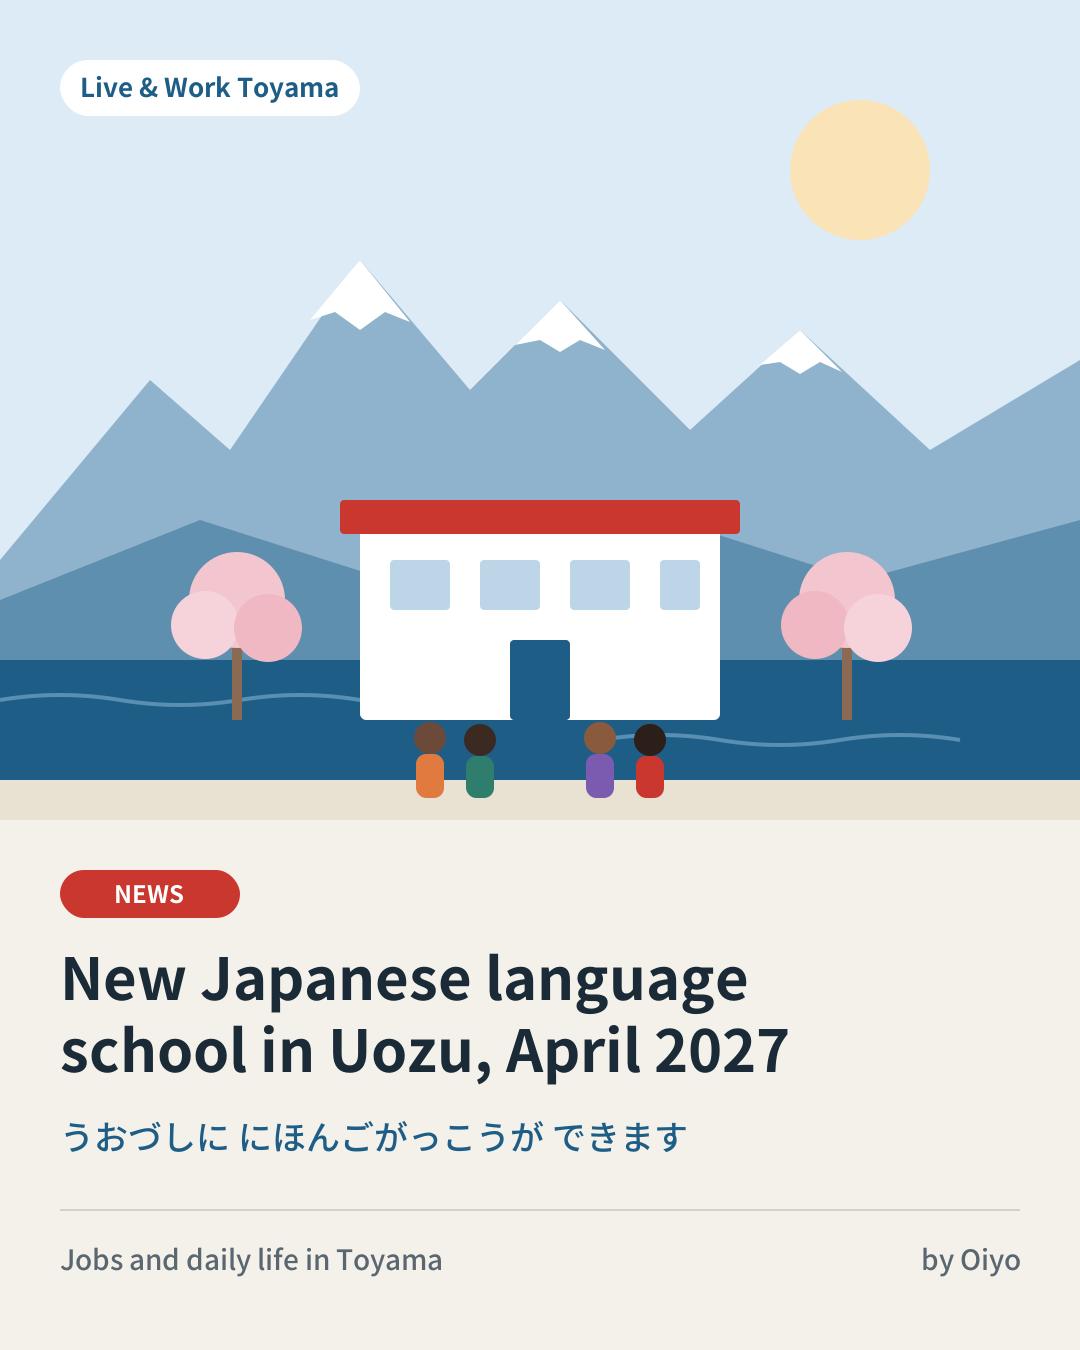 Live & Work Toyama
NEWS
New Japanese language
school in Uozu, April 2027
うおづしに にほんごがっこうが できます
Jobs and daily life in Toyama
by Oiyo